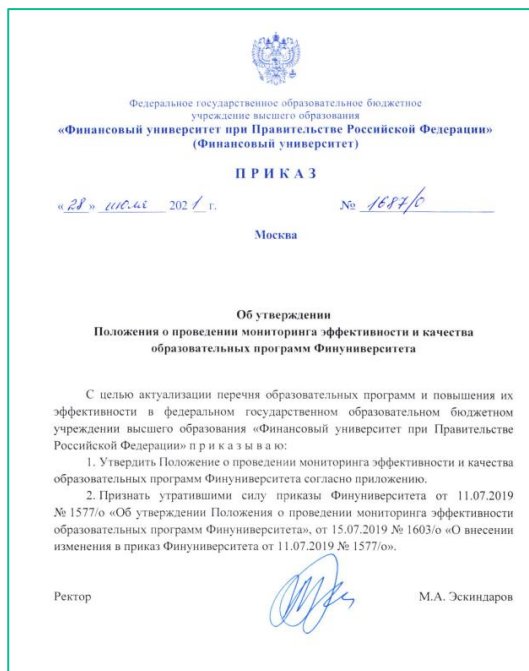 Федеральное государственное образовательное бюджетное
учреждение высшего образования
«Финансовый университет при Правительстве Российской Федерации»
(Финансовый университет)
ПРИКАЗ
«28» июля 2021 г. № 1687/о
Москва
Об утверждении
Положения о проведении мониторинга эффективности и качества
образовательных программ Финуниверситета
С целью актуализации перечня образовательных программ и повышения их
эффективности в федеральном государственном образовательном бюджетном
учреждении высшего образования «Финансовый университет при Правительстве
Российской Федерации» п р и к а з ы в а ю:
1. Утвердить Положение о проведении мониторинга эффективности и качества
образовательных программ Финуниверситета согласно приложению.
2. Признать утратившими силу приказы Финуниверситета от 11.07.2019
№ 1577/о «Об утверждении Положения о проведении мониторинга эффективности
образовательных программ Финуниверситета», от 15.07.2019 № 1603/о «О внесении
изменения в приказ Финуниверситета от 11.07.2019 № 1577/о».
Ректор М.А. Эскиндаров